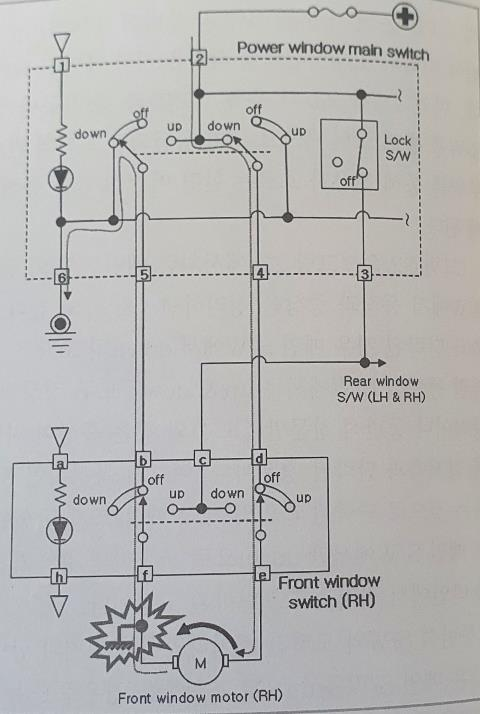 +
1
2
Power window main switch
off
down
up
down
off
up
Lock
S/W
off
6
5
4
3
Rear window
S/W (LH & RH)
a
b
c
d
down
off
up
down
off
up
h
f
e
Front window
switch (RH)
M
Front window motor (RH)